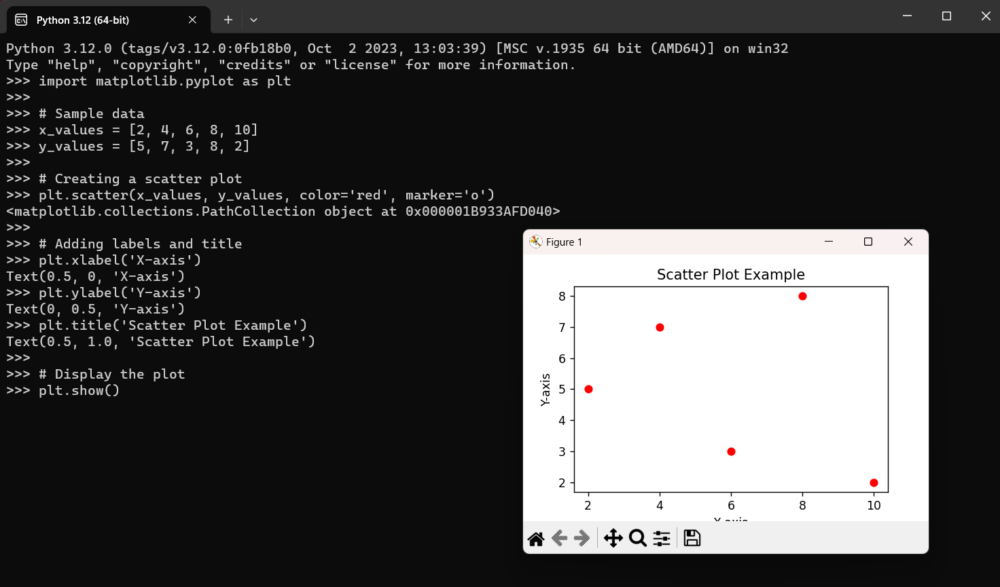 Python 3.12 (64-bit)
Python 3.12.0 (tags/v3.12.0:0fb18b0, Oct  2 2023, 13:03:39) [MSC v.1935 64 bit (AMD64)] on win32
Type "help", "copyright", "credits" or "license" for more information.
>>> import matplotlib.pyplot as plt
>>>
>>> # Sample data
>>> x_values = [2, 4, 6, 8, 10]
>>> y_values = [5, 7, 3, 8, 2]
>>>
>>> # Creating a scatter plot
>>> plt.scatter(x_values, y_values, color='red', marker='o')
<matplotlib.collections.PathCollection object at 0x000001B933AFD040>
>>>
>>> # Adding labels and title
>>> plt.xlabel('X-axis')
Text(0.5, 0, 'X-axis')
>>> plt.ylabel('Y-axis')
Text(0, 0.5, 'Y-axis')
>>> plt.title('Scatter Plot Example')
Text(0.5, 1.0, 'Scatter Plot Example')
>>>
>>> # Display the plot
>>> plt.show()
Figure 1
Scatter Plot Example
8
7
6
5
4
3
2
Y-axis
2 4 6 8 10
X-axis